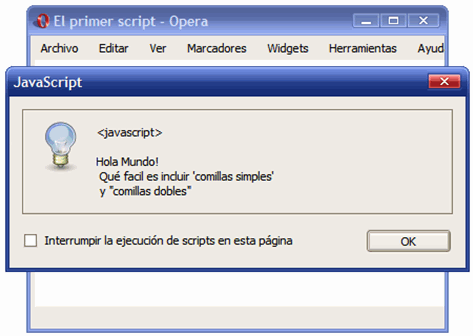 El primer script - Opera
Archivo Editar Ver Marcadores Widgets Herramientas Ayud
JavaScript
<javascript>
Hola Mundo!
Qué facil es incluir 'comillas simples'
y "comillas dobles"
Interrumpir la ejecución de scripts en esta página
OK